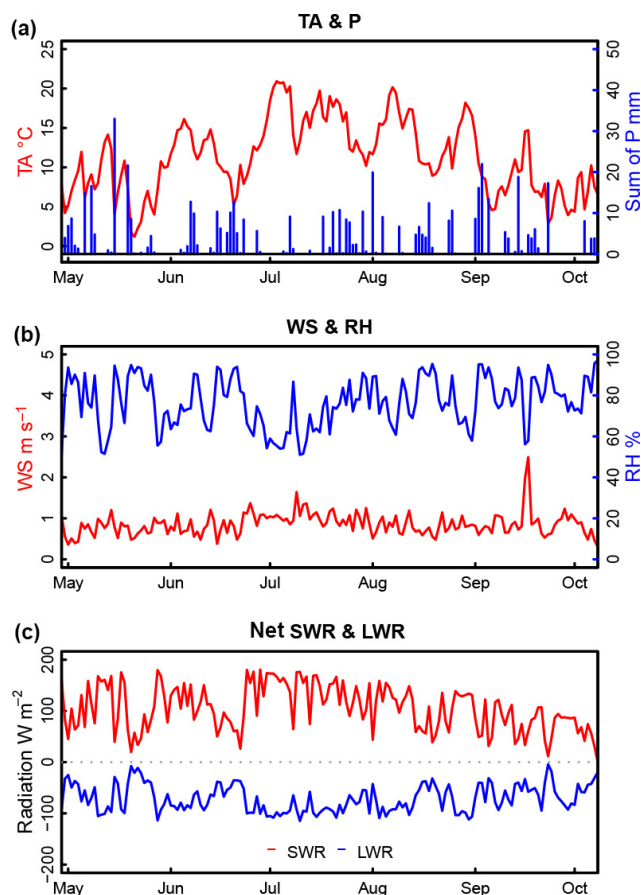 (a)
TA & P
25
20
15
10
5
0
TA °C
50
40
30
20
10
0
Sum of P mm
May Jun Jul Aug Sep Oct
(b)
WS & RH
5
4
3
2
1
0
WS m s⁻¹
100
80
60
40
20
0
RH %
May Jun Jul Aug Sep Oct
(c)
Net SWR & LWR
200
100
0
−100
−200
Radiation W m⁻²
SWR LWR
May Jun Jul Aug Sep Oct